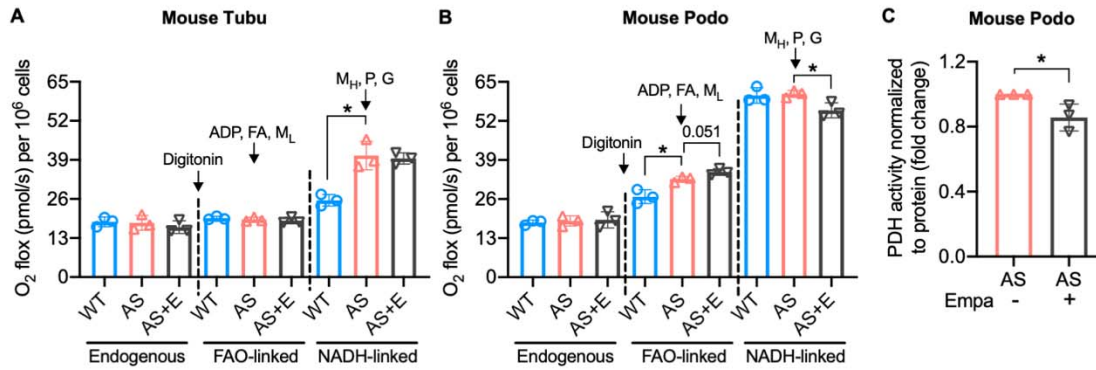 A
Mouse Tubu
O2 flox (pmol/s) per 10^6 cells
65
52
39
26
13
0
Digitonin
ADP, FA, ML
MH, P, G
*
WT
AS
AS+E
WT
AS
AS+E
WT
AS
AS+E
Endogenous
FAO-linked
NADH-linked
B
Mouse Podo
O2 flox (pmol/s) per 10^6 cells
65
52
39
26
13
0
Digitonin
ADP, FA, ML
*
0.051
MH, P, G
*
WT
AS
AS+E
WT
AS
AS+E
WT
AS
AS+E
Endogenous
FAO-linked
NADH-linked
C
Mouse Podo
PDH activity normalized
to protein (fold change)
1.2
0.8
0.4
0.0
*
AS AS
Empa - +